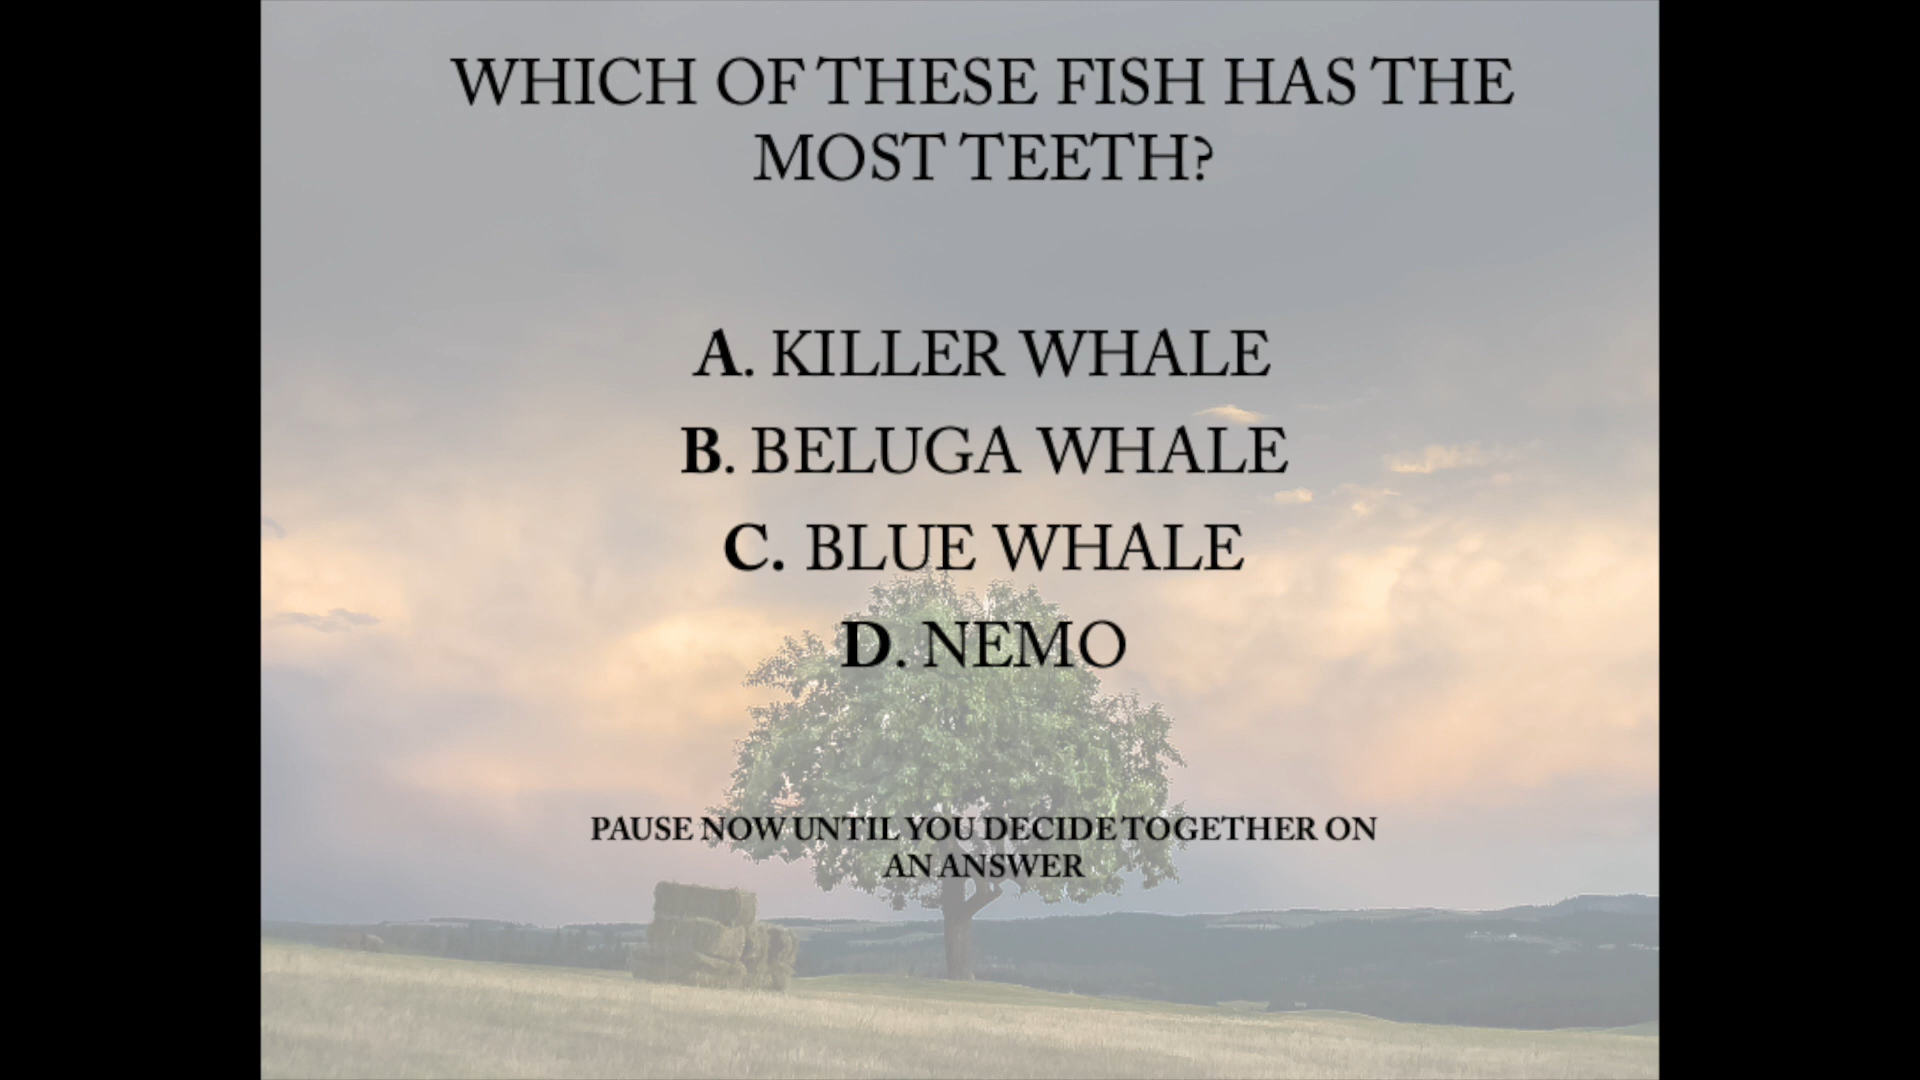 WHICH OF THESE FISH HAS THE
MOST TEETH?
A. KILLER WHALE
B. BELUGA WHALE
C. BLUE WHALE
D. NEMO
PAUSE NOW UNTIL YOU DECIDE TOGETHER ON
AN ANSWER